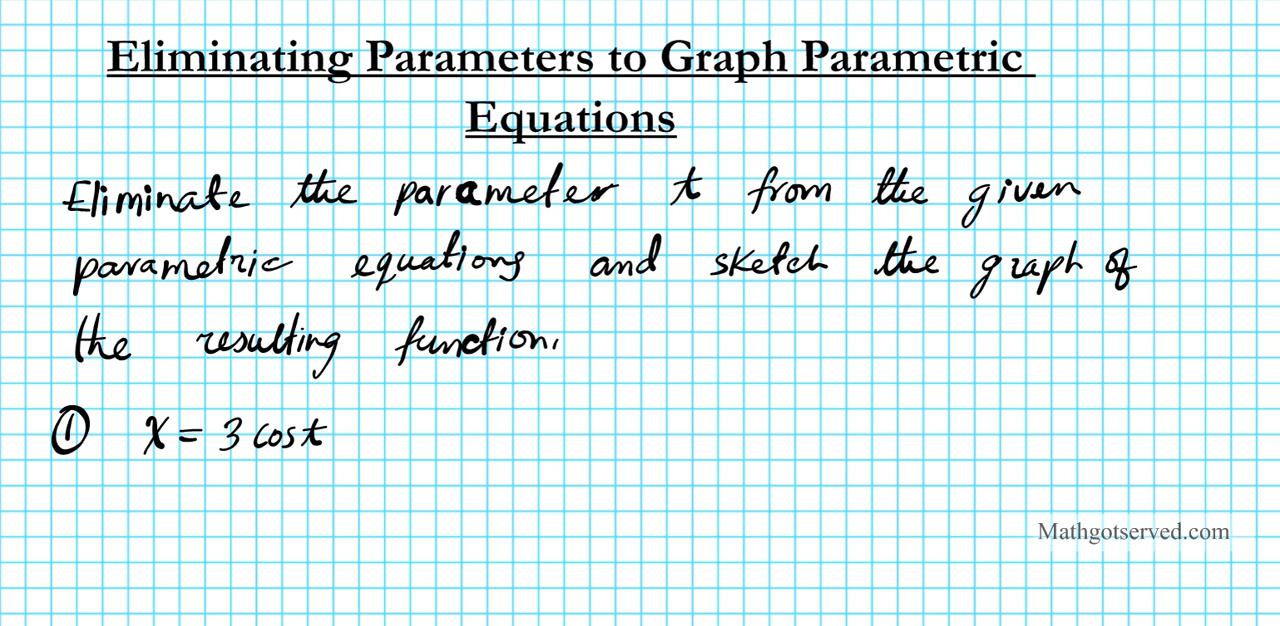 Eliminating Parameters to Graph Parametric
Equations
Eliminate the parameter t from the given
parametric equations and sketch the graph of
the resulting function.
① x = 3 cos t
Mathgotserved.com